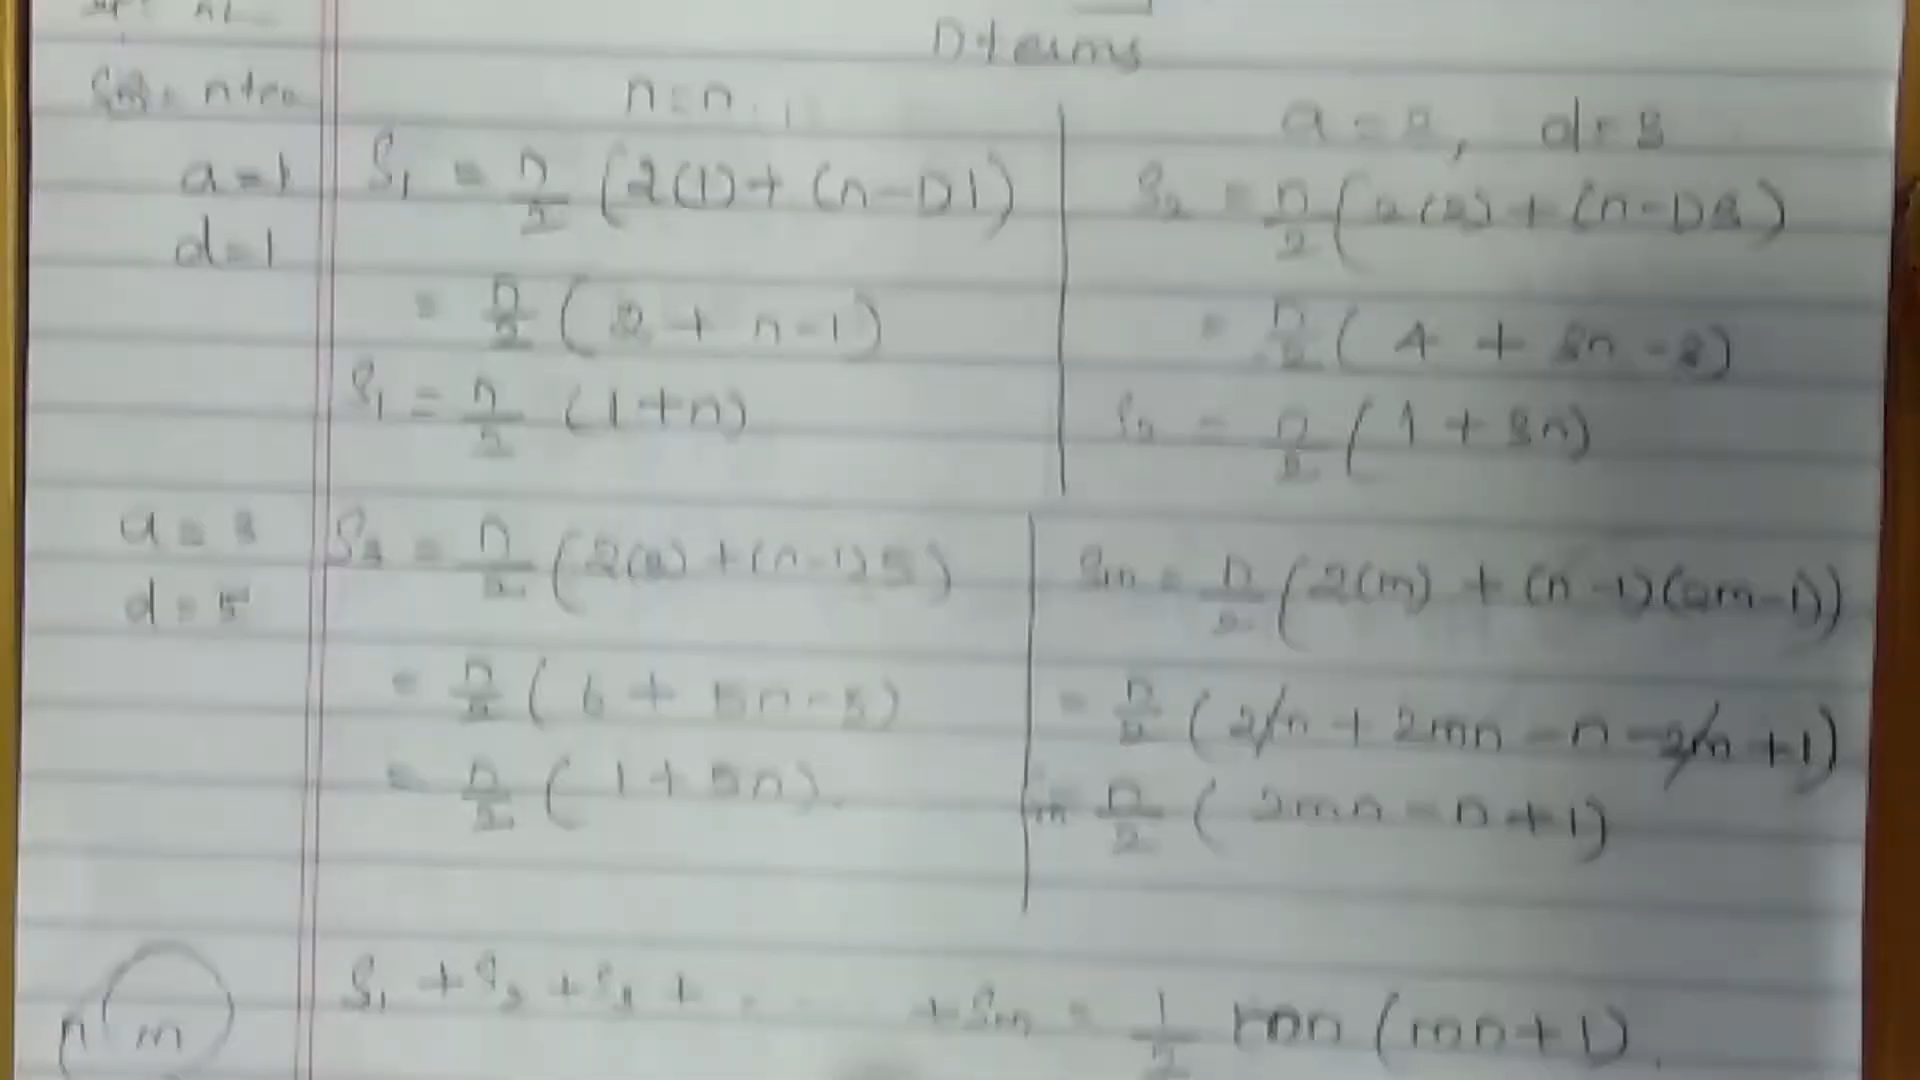 n terms
n = n
a = 1
d = 1
S₁ = n/2 (2(1) + (n-1)1)
= n/2 (2 + n-1)
S₁ = n/2 (1+n)
a = 2, d = 3
S₂ = n/2 (2(2) + (n-1)3)
= n/2 (4 + 3n - 3)
S₂ = n/2 (1 + 3n)
a = 3
d = 5
S₃ = n/2 (2(3) + (n-1)5)
= n/2 (6 + 5n - 5)
= n/2 (1 + 5n)
Sm = n/2 (2(m) + (n-1)(2m-1))
= n/2 (2m + 2mn - n - 2m + 1)
= n/2 (2mn - n + 1)
S₁ + S₂ + S₃ + . . . + Sm = 1/2 mn (mn+1)
n m